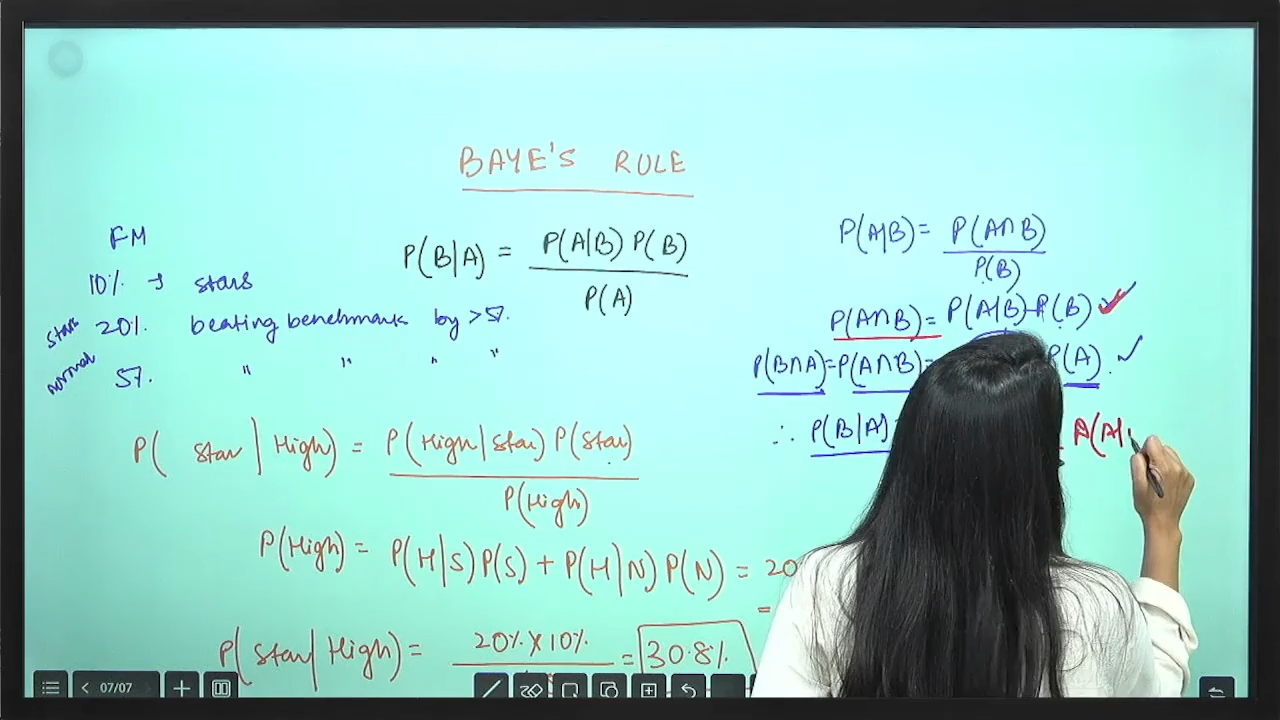 BAYE'S RULE
P(B|A) = P(A|B) P(B)
P(A)
FM
10% → stars
stars 20% beating benchmark by >5%.
normal 5%. " " " "
P( star | High) = P(High|star) P(star)
P(High)
P(High) = P(H|S)P(S) + P(H|N) P(N) = 20
=
P( star | High) = 20% × 10% = 30.8%
P(A|B) = P(A∩B)
P(B)
P(A∩B) = P(A|B) P(B) ✓
P(B∩A) = P(A∩B) = P(A). ✓
∴ P(B|A) A(A|
07/07